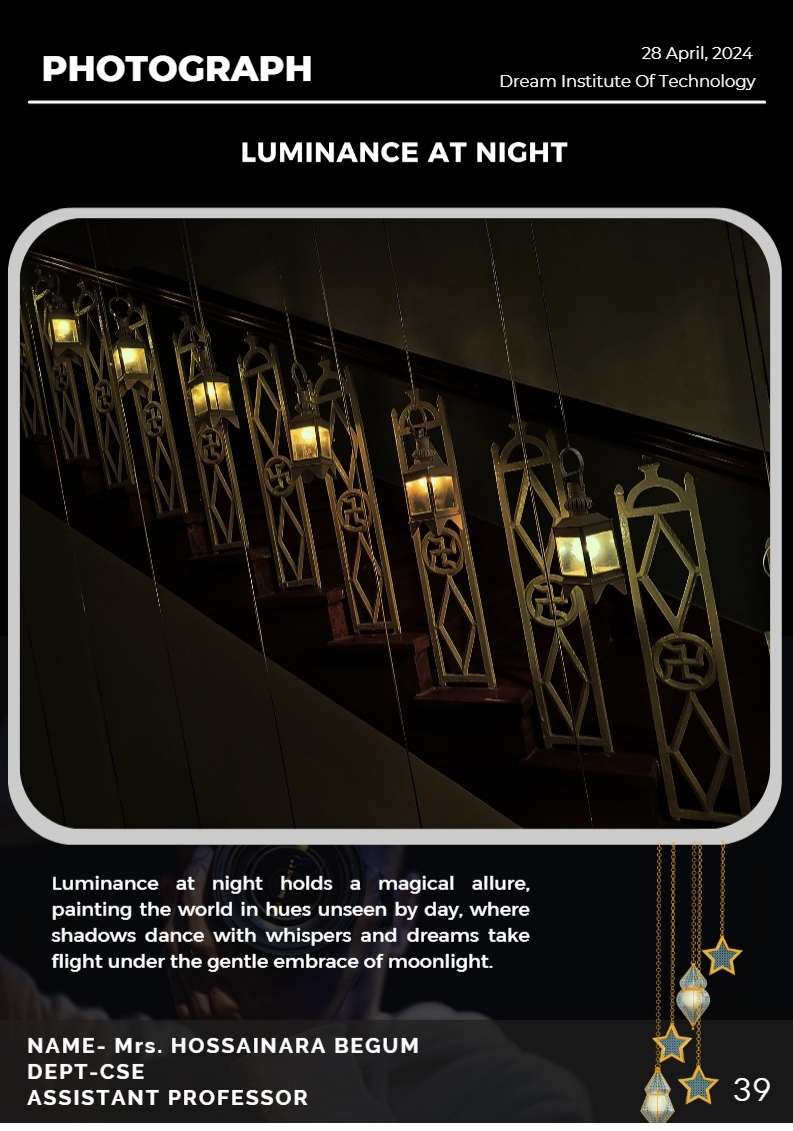 PHOTOGRAPH
28 April, 2024
Dream Institute Of Technology
LUMINANCE AT NIGHT
Luminance at night holds a magical allure,
painting the world in hues unseen by day, where
shadows dance with whispers and dreams take
flight under the gentle embrace of moonlight.
NAME- Mrs. HOSSAINARA BEGUM
DEPT-CSE
ASSISTANT PROFESSOR
39